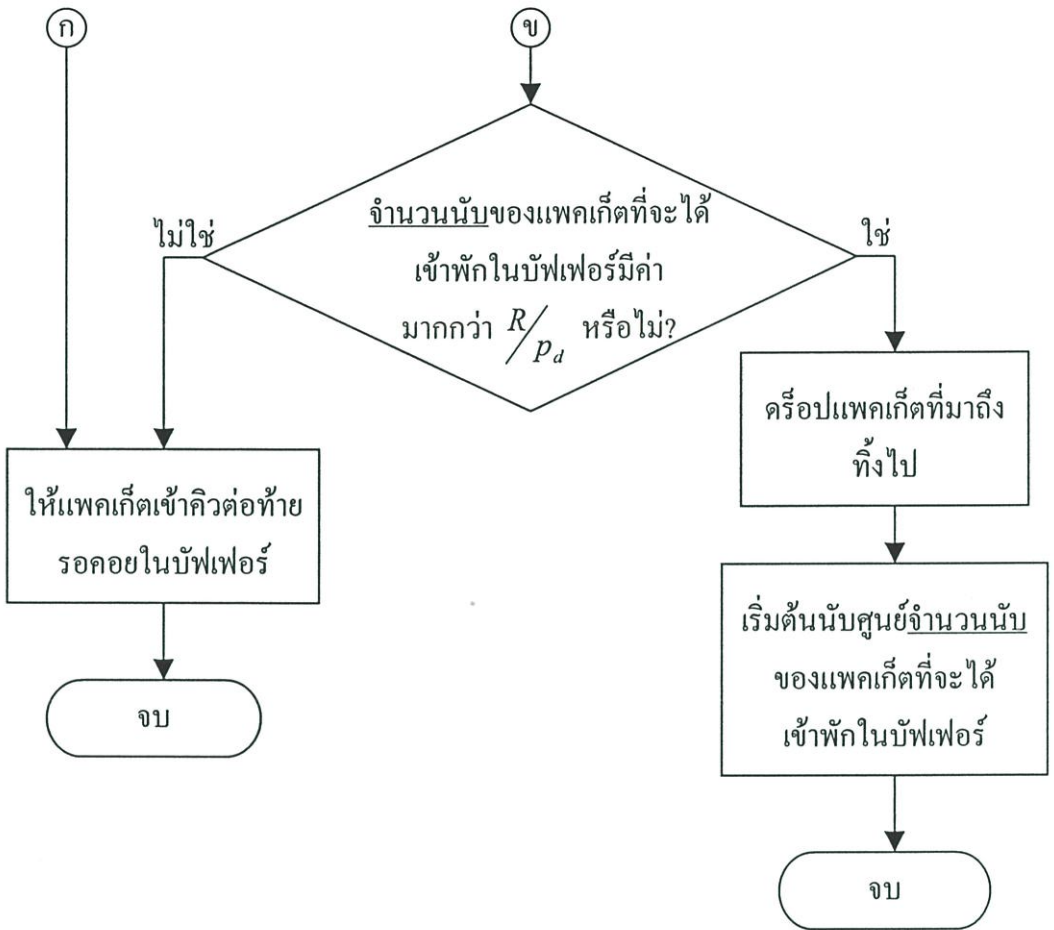 ก
ข
จำนวนนับของแพคเก็ตที่จะได้
เข้าพักในบัฟเฟอร์มีค่า
มากกว่า R/p_d หรือไม่?
ไม่ใช่
ใช่
ให้แพคเก็ตเข้าคิวต่อท้าย
รอคอยในบัฟเฟอร์
จบ
ดร็อปแพคเก็ตที่มาถึง
ทิ้งไป
เริ่มต้นนับศูนย์จำนวนนับ
ของแพคเก็ตที่จะได้
เข้าพักในบัฟเฟอร์
จบ